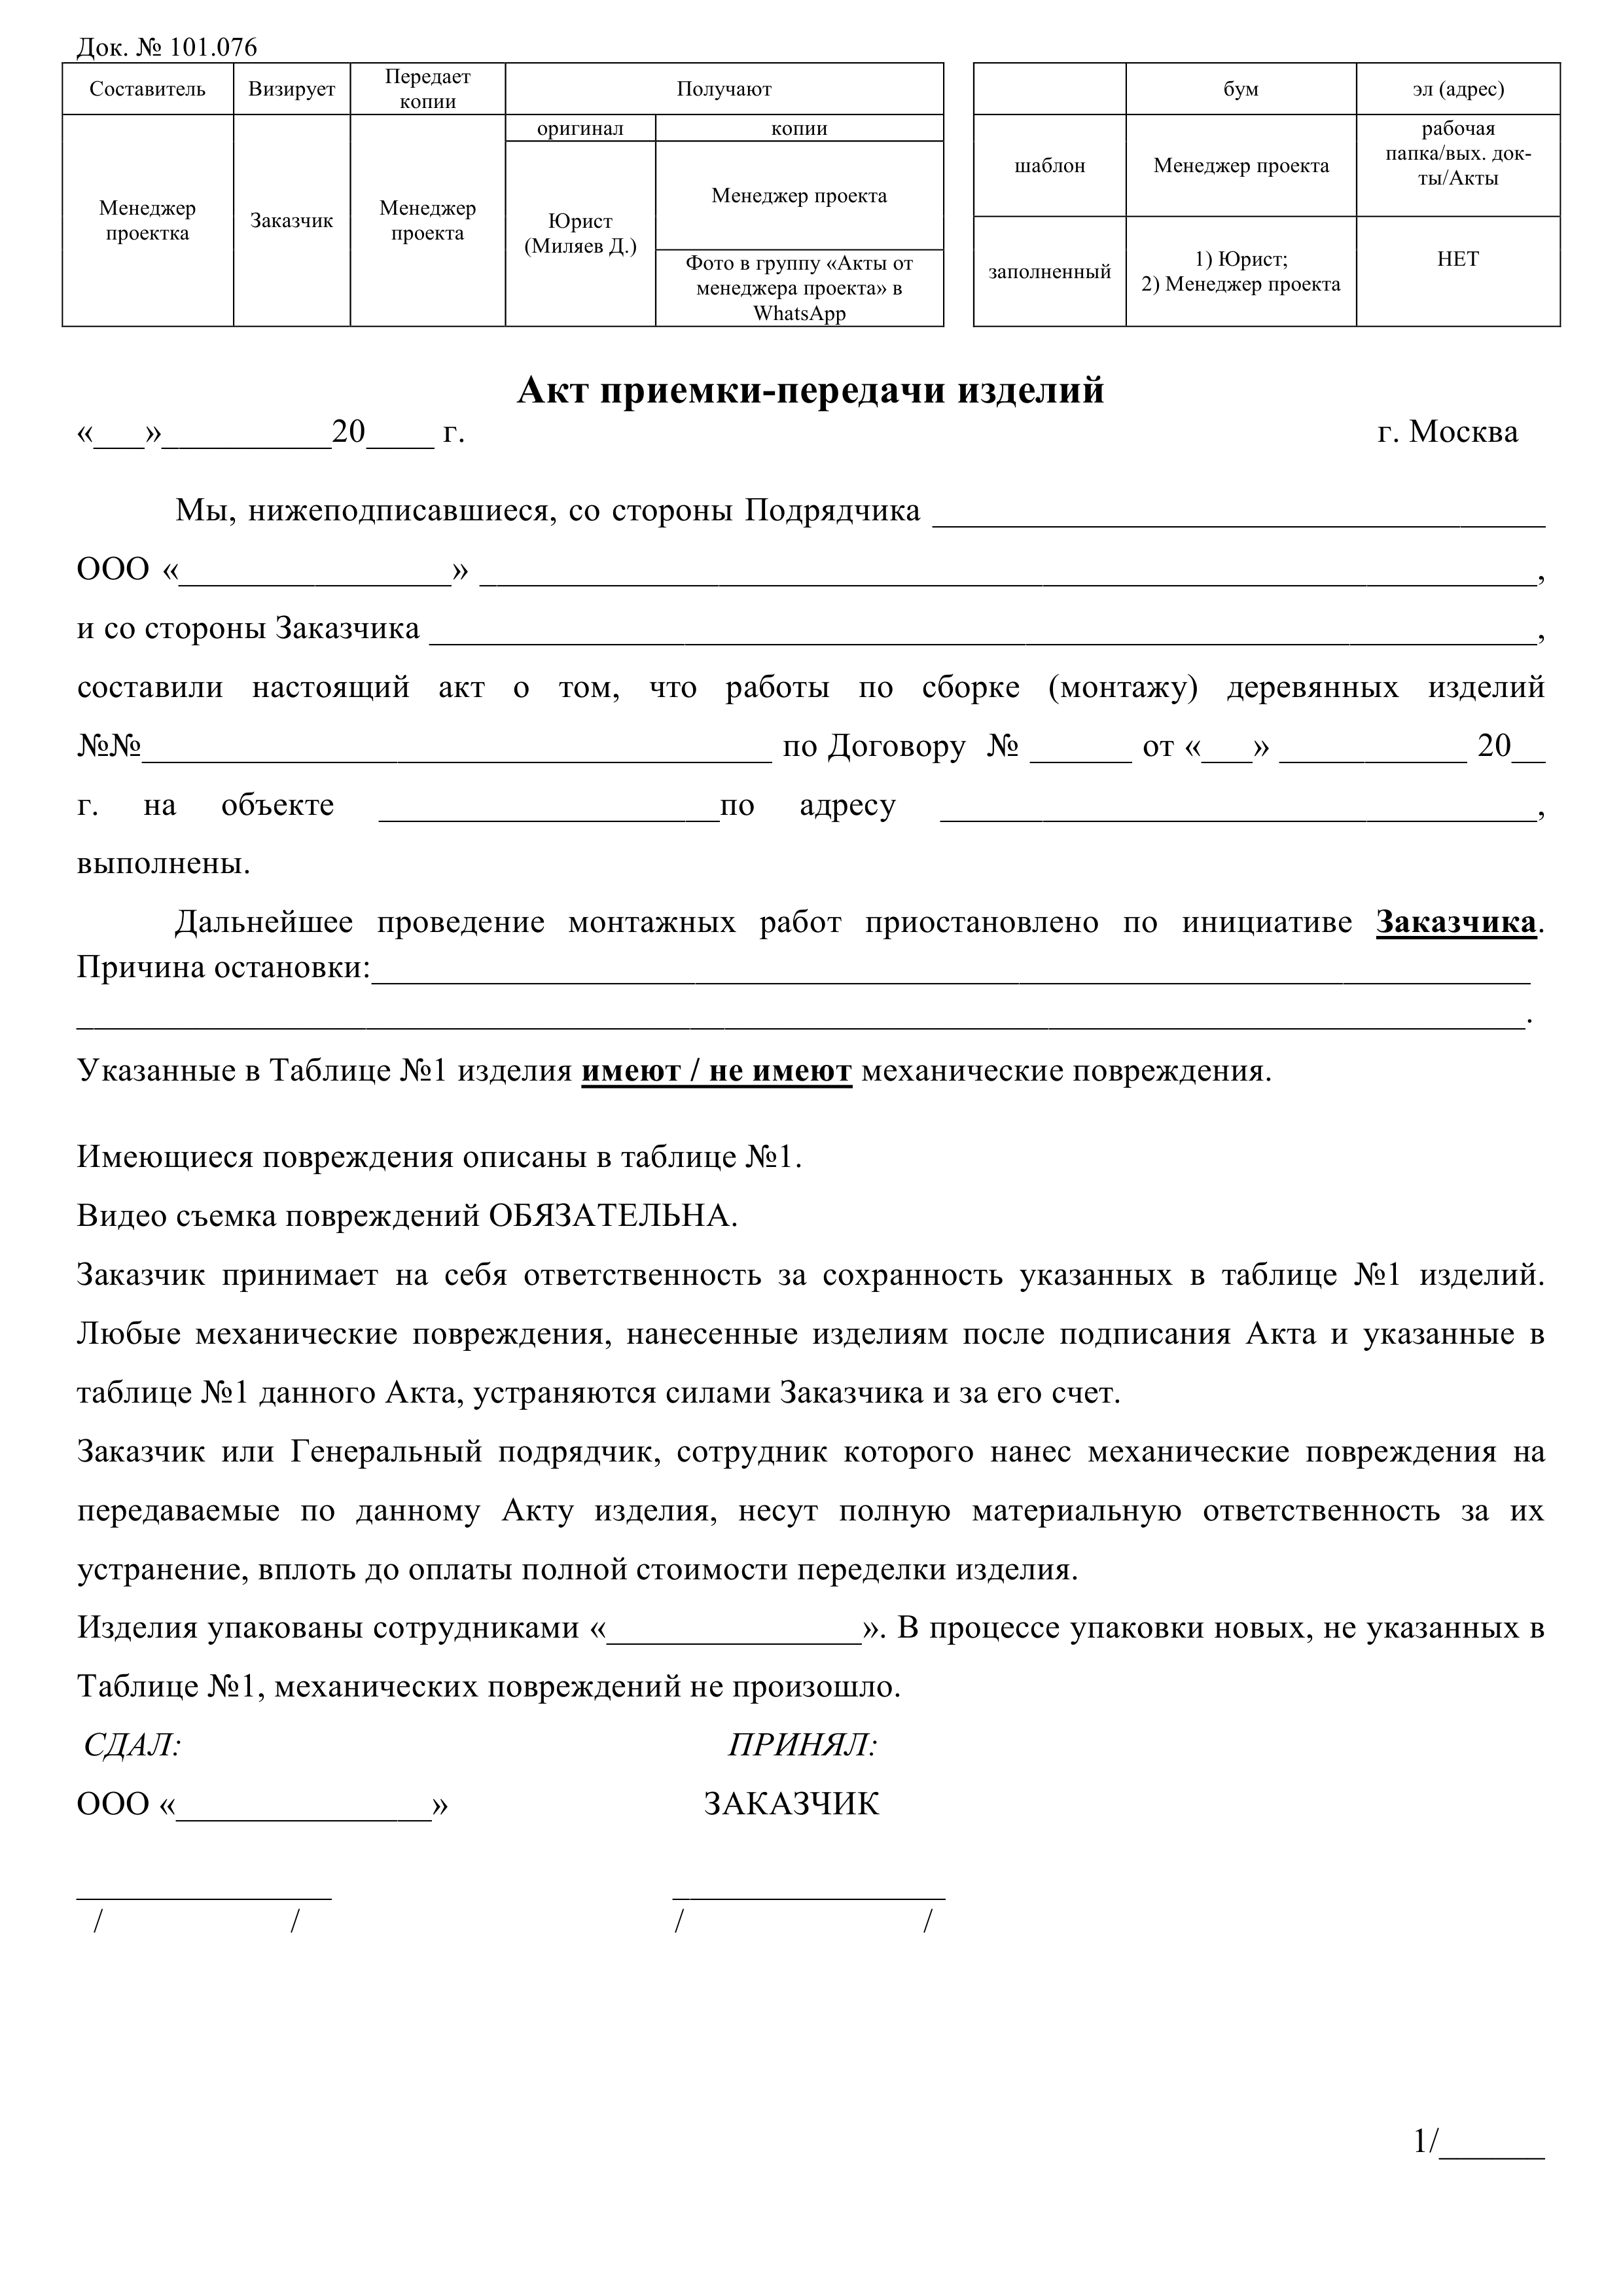 Док. № 101.076
Составитель Визирует Передает копии Получают
оригинал копии
Менеджер проектка
Заказчик
Менеджер проекта
Юрист (Миляев Д.)
Менеджер проекта
Фото в группу «Акты от
менеджера проекта» в
WhatsApp
бум эл (адрес)
шаблон Менеджер проекта
рабочая
папка/вых. док-
ты/Акты
заполненный
1) Юрист;
2) Менеджер проекта
НЕТ
Акт приемки-передачи изделий
«___»__________20____ г. г. Москва
Мы, нижеподписавшиеся, со стороны Подрядчика ____________________________________
ООО «________________» ______________________________________________________________,
и со стороны Заказчика _________________________________________________________________,
составили настоящий акт о том, что работы по сборке (монтажу) деревянных изделий
№№_____________________________________ по Договору № ______ от «___» ___________ 20__
г. на объекте ____________________по адресу ___________________________________,
выполнены.
Дальнейшее проведение монтажных работ приостановлено по инициативе Заказчика.
Причина остановки:____________________________________________________________________
_____________________________________________________________________________________.
Указанные в Таблице №1 изделия имеют / не имеют механические повреждения.
Имеющиеся повреждения описаны в таблице №1.
Видео съемка повреждений ОБЯЗАТЕЛЬНА.
Заказчик принимает на себя ответственность за сохранность указанных в таблице №1 изделий.
Любые механические повреждения, нанесенные изделиям после подписания Акта и указанные в
таблице №1 данного Акта, устраняются силами Заказчика и за его счет.
Заказчик или Генеральный подрядчик, сотрудник которого нанес механические повреждения на
передаваемые по данному Акту изделия, несут полную материальную ответственность за их
устранение, вплоть до оплаты полной стоимости переделки изделия.
Изделия упакованы сотрудниками «_______________». В процессе упаковки новых, не указанных в
Таблице №1, механических повреждений не произошло.
СДАЛ: ПРИНЯЛ:
ООО «_______________» ЗАКАЗЧИК
_______________ ________________
/ / / /
1/______